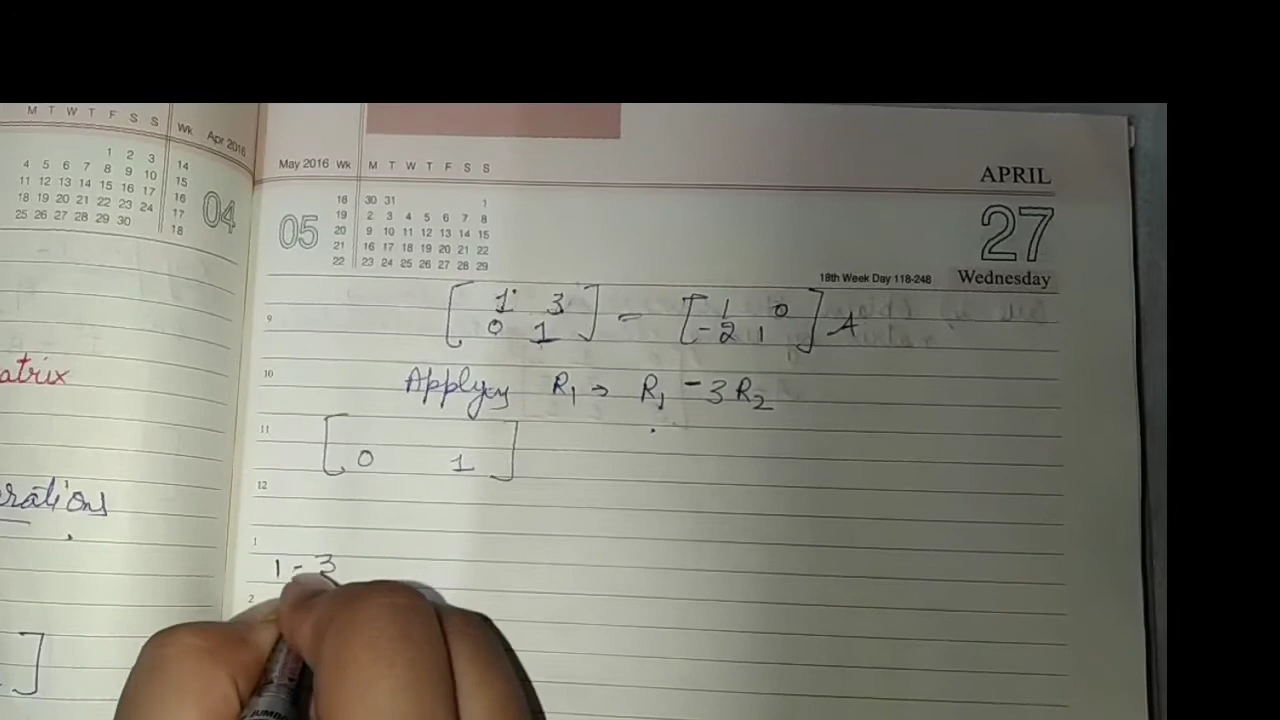 M T W T F S S Wk Apr 2016
1 2 3 14
4 5 6 7 8 9 10 15
11 12 13 14 15 16 17 16
18 19 20 21 22 23 24 17
25 26 27 28 29 30 18
04
atrix
erations
May 2016 Wk M T W T F S S
18 30 31 1
19 2 3 4 5 6 7 8
20 9 10 11 12 13 14 15
21 16 17 18 19 20 21 22
22 23 24 25 26 27 28 29
05
APRIL
27
18th Week Day 118-248 Wednesday
[ 1 3 ] = [ 1 0 ] A
0 1 -2 1
9
10 Applying R₁ → R₁ - 3R₂
11 [ ]
0 1
12
1
1 - 3
2